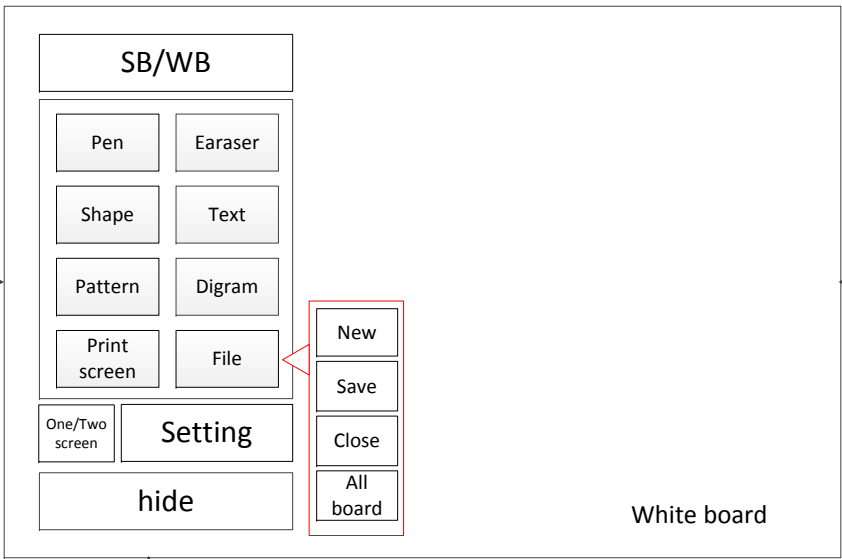 SB/WB
Pen
Earaser
Shape
Text
Pattern
Digram
Print
screen
File
New
Save
Close
All
board
One/Two
screen
Setting
hide
White board